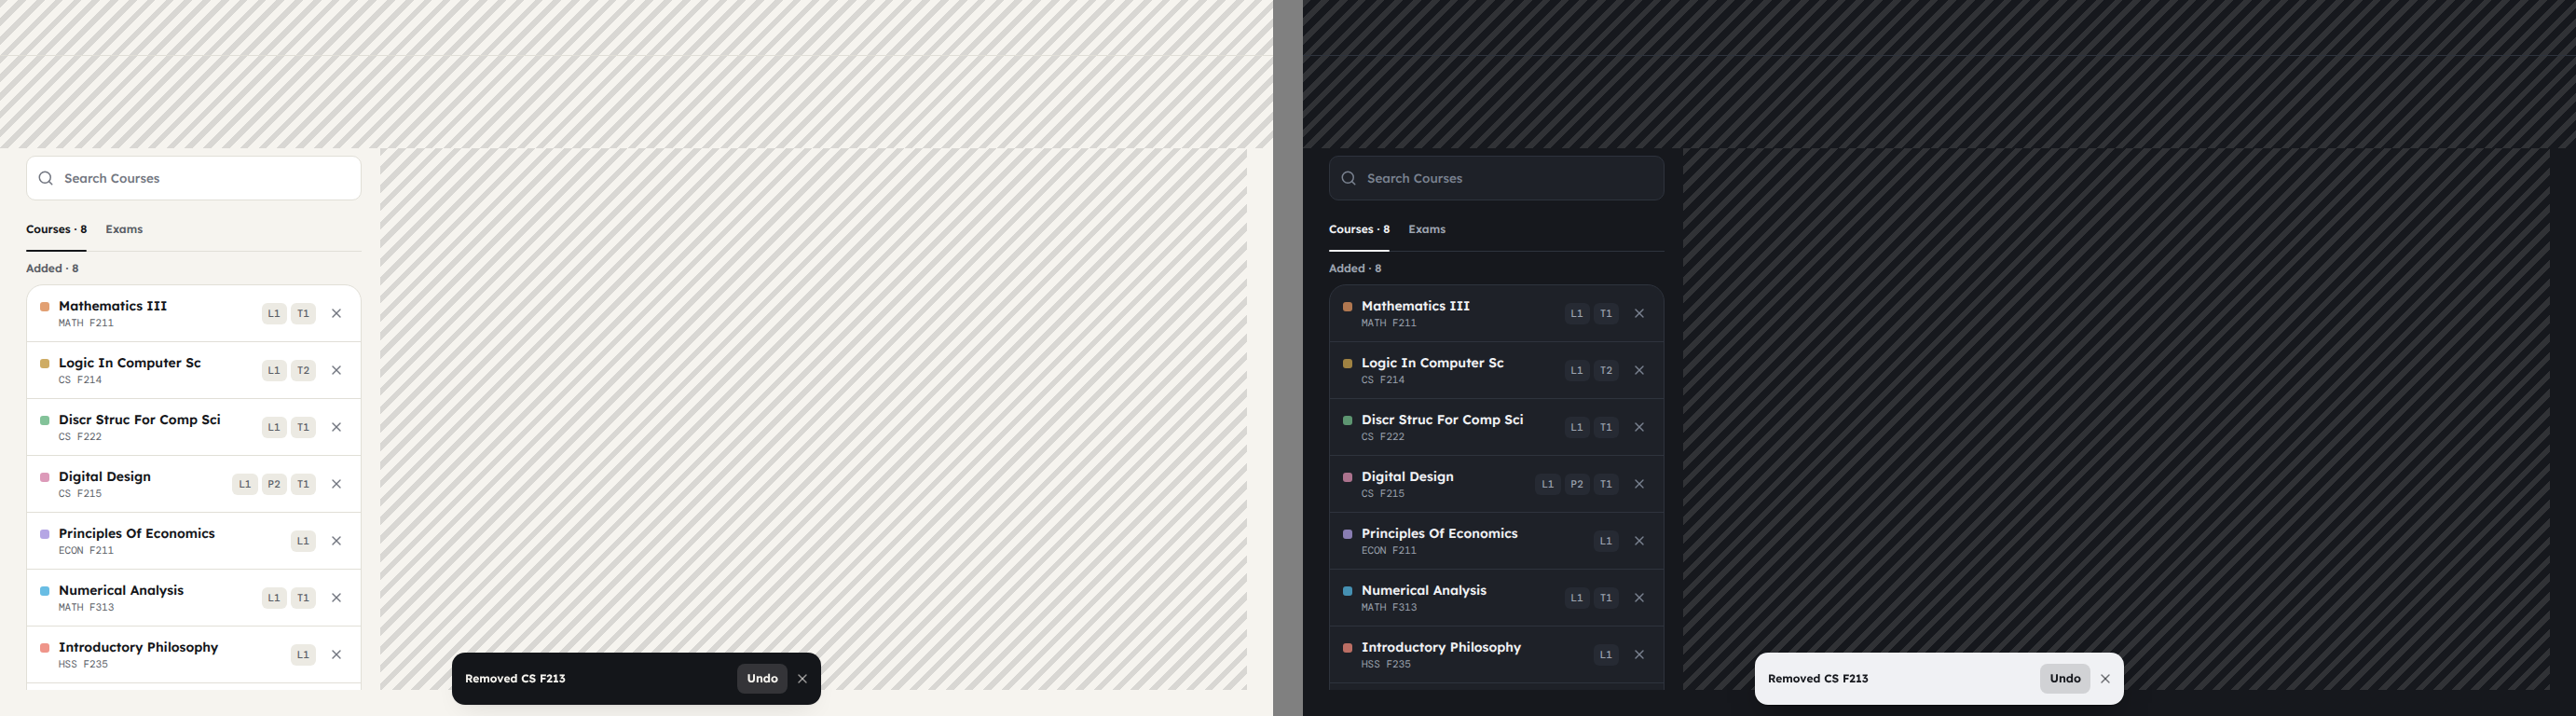 Search Courses
Courses · 8 Exams
Added · 8
Mathematics III
MATH F211
L1 T1
Logic In Computer Sc
CS F214
L1 T2
Discr Struc For Comp Sci
CS F222
L1 T1
Digital Design
CS F215
L1 P2 T1
Principles Of Economics
ECON F211
L1
Numerical Analysis
MATH F313
L1 T1
Introductory Philosophy
HSS F235
L1
Removed CS F213 Undo
Search Courses
Courses · 8 Exams
Added · 8
Mathematics III
MATH F211
L1 T1
Logic In Computer Sc
CS F214
L1 T2
Discr Struc For Comp Sci
CS F222
L1 T1
Digital Design
CS F215
L1 P2 T1
Principles Of Economics
ECON F211
L1
Numerical Analysis
MATH F313
L1 T1
Introductory Philosophy
HSS F235
L1
Removed CS F213 Undo